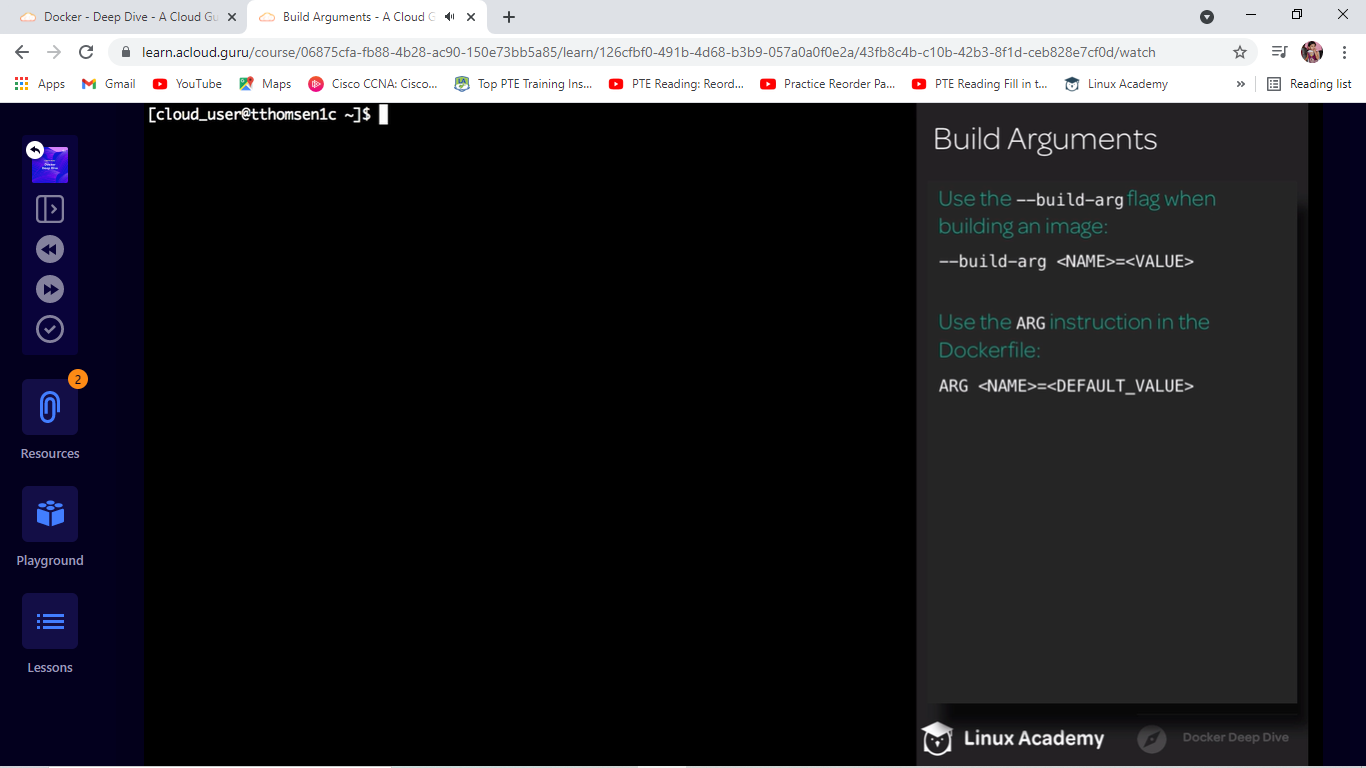 Docker - Deep Dive - A Cloud Gu
Build Arguments - A Cloud G
learn.acloud.guru/course/06875cfa-fb88-4b28-ac90-150e73bb5a85/learn/126cfbf0-491b-4d68-b3b9-057a0a0f0e2a/43fb8c4b-c10b-42b3-8f1d-ceb828e7cf0d/watch
Apps
Gmail
YouTube
Maps
Cisco CCNA: Cisco...
Top PTE Training Ins...
PTE Reading: Reord...
Practice Reorder Pa...
PTE Reading Fill in t...
Linux Academy
»
Reading list
[cloud_user@tthomsen1c ~]$
Docker
Deep Dive
2
Resources
Playground
Lessons
Build Arguments
Use the --build-arg flag when
building an image:
--build-arg <NAME>=<VALUE>
Use the ARG instruction in the
Dockerfile:
ARG <NAME>=<DEFAULT_VALUE>
Linux Academy
Docker Deep Dive